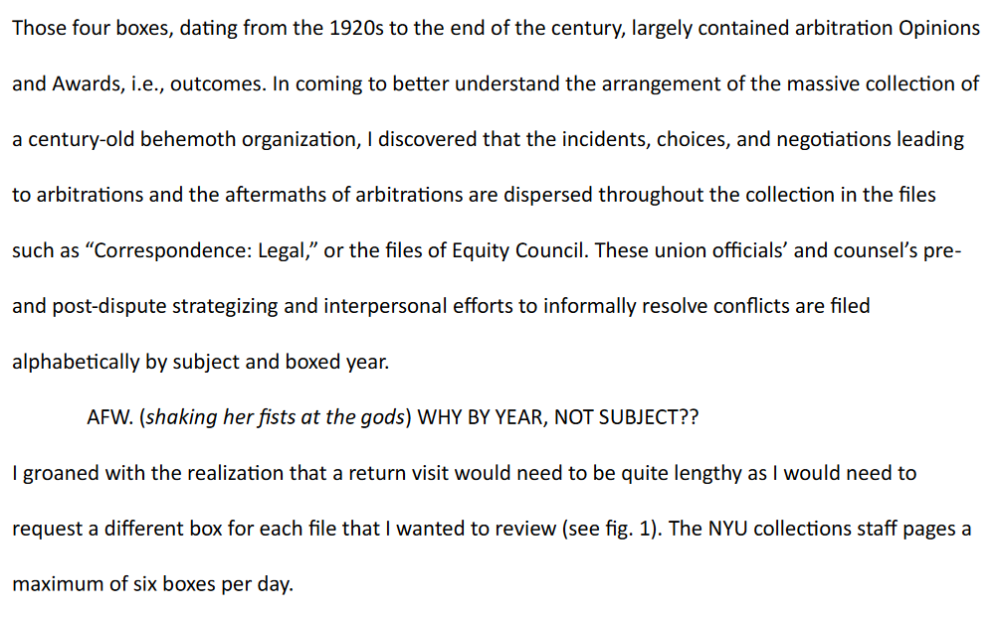 Those four boxes, dating from the 1920s to the end of the century, largely contained arbitration Opinions
and Awards, i.e., outcomes. In coming to better understand the arrangement of the massive collection of
a century-old behemoth organization, I discovered that the incidents, choices, and negotiations leading
to arbitrations and the aftermaths of arbitrations are dispersed throughout the collection in the files
such as “Correspondence: Legal,” or the files of Equity Council. These union officials’ and counsel’s pre-
and post-dispute strategizing and interpersonal efforts to informally resolve conflicts are filed
alphabetically by subject and boxed year.
AFW. (shaking her fists at the gods) WHY BY YEAR, NOT SUBJECT??
I groaned with the realization that a return visit would need to be quite lengthy as I would need to
request a different box for each file that I wanted to review (see fig. 1). The NYU collections staff pages a
maximum of six boxes per day.